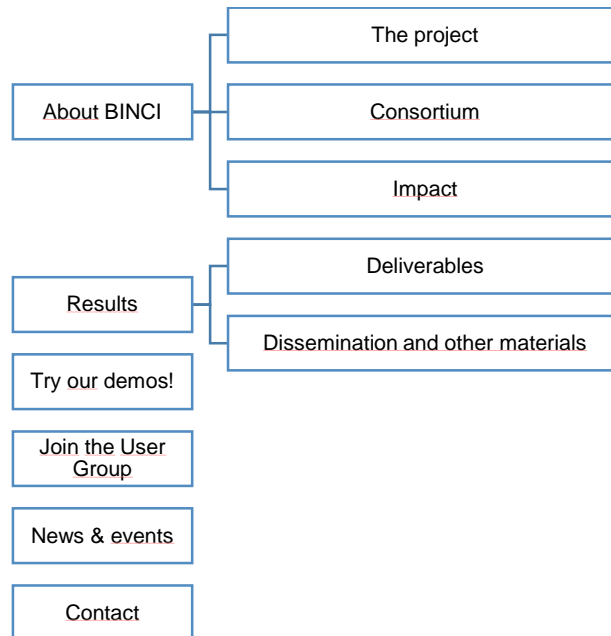 The project
About BINCI
Consortium
Impact
Deliverables
Results
Dissemination and other materials
Try our demos!
Join the User
Group
News & events
Contact